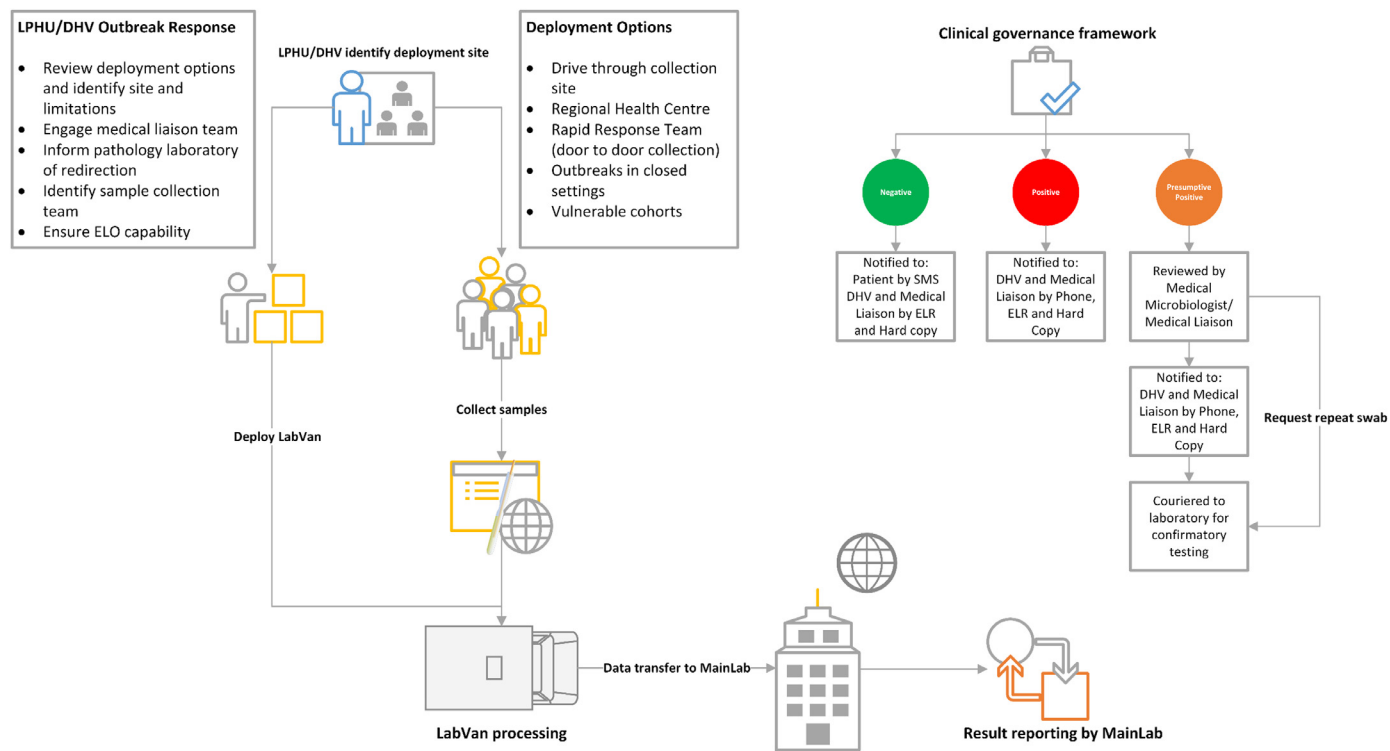 LPHU/DHV Outbreak Response
• Review deployment options
and identify site and
limitations
• Engage medical liaison team
• Inform pathology laboratory
of redirection
• Identify sample collection
team
• Ensure ELO capability
LPHU/DHV identify deployment site
Deployment Options
• Drive through collection
site
• Regional Health Centre
• Rapid Response Team
(door to door collection)
• Outbreaks in closed
settings
• Vulnerable cohorts
Deploy LabVan
Collect samples
LabVan processing
Data transfer to MainLab
Result reporting by MainLab
Clinical governance framework
Negative
Positive
Presumptive
Positive
Notified to:
Patient by SMS
DHV and Medical
Liaison by ELR
and Hard copy
Notified to:
DHV and Medical
Liaison by Phone,
ELR and Hard
Copy
Reviewed by
Medical
Microbiologist/
Medical Liaison
Notified to:
DHV and Medical
Liaison by Phone,
ELR and Hard
Copy
Request repeat swab
Couriered to
laboratory for
confirmatory
testing